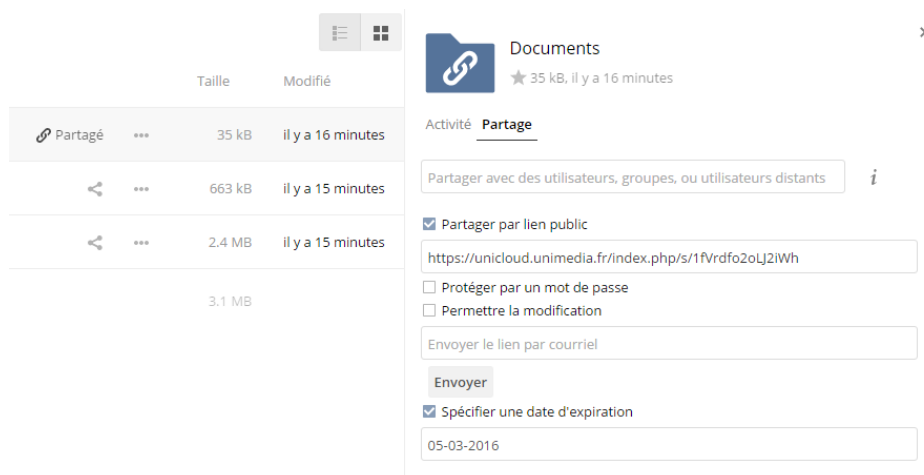 Taille Modifié
Partagé ••• 35 kB il y a 16 minutes
••• 663 kB il y a 15 minutes
••• 2.4 MB il y a 15 minutes
3.1 MB
Documents
35 kB, il y a 16 minutes
Activité Partage
Partager avec des utilisateurs, groupes, ou utilisateurs distants i
Partager par lien public
https://unicloud.unimedia.fr/index.php/s/1fVrdfo2oLJ2iWh
Protéger par un mot de passe
Permettre la modification
Envoyer le lien par courriel
Envoyer
Spécifier une date d'expiration
05-03-2016